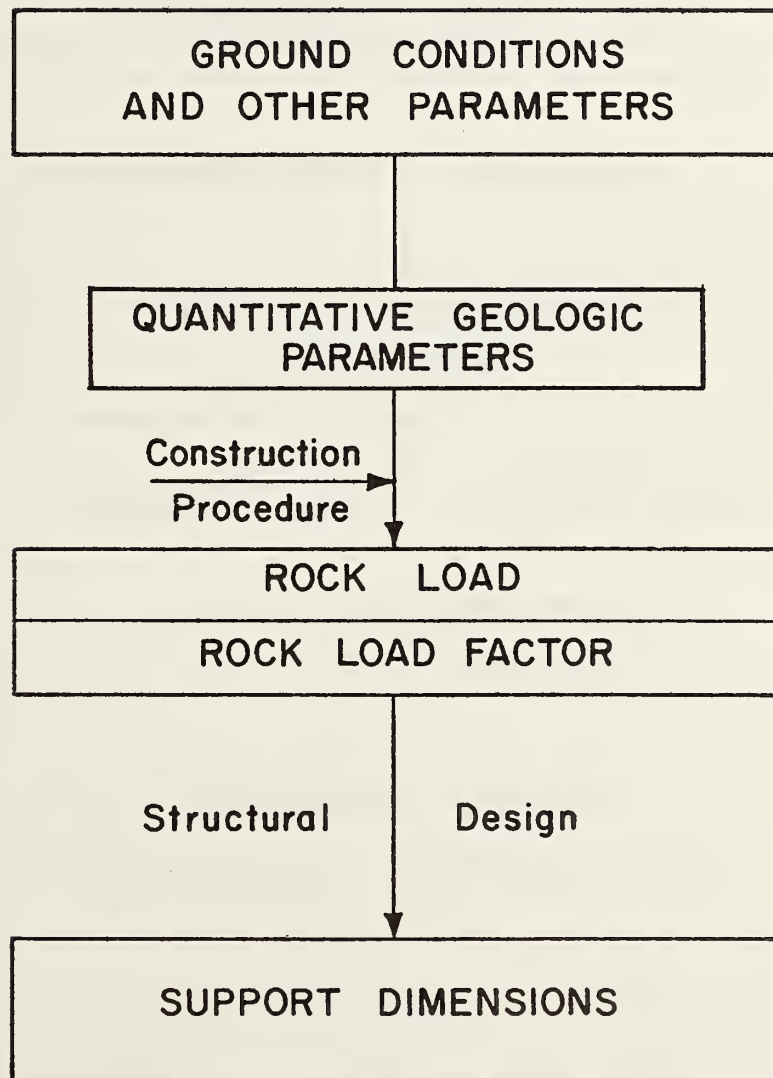 GROUND CONDITIONS
AND OTHER PARAMETERS
QUANTITATIVE GEOLOGIC
PARAMETERS
Construction
Procedure
ROCK LOAD
ROCK LOAD FACTOR
Structural Design
SUPPORT DIMENSIONS